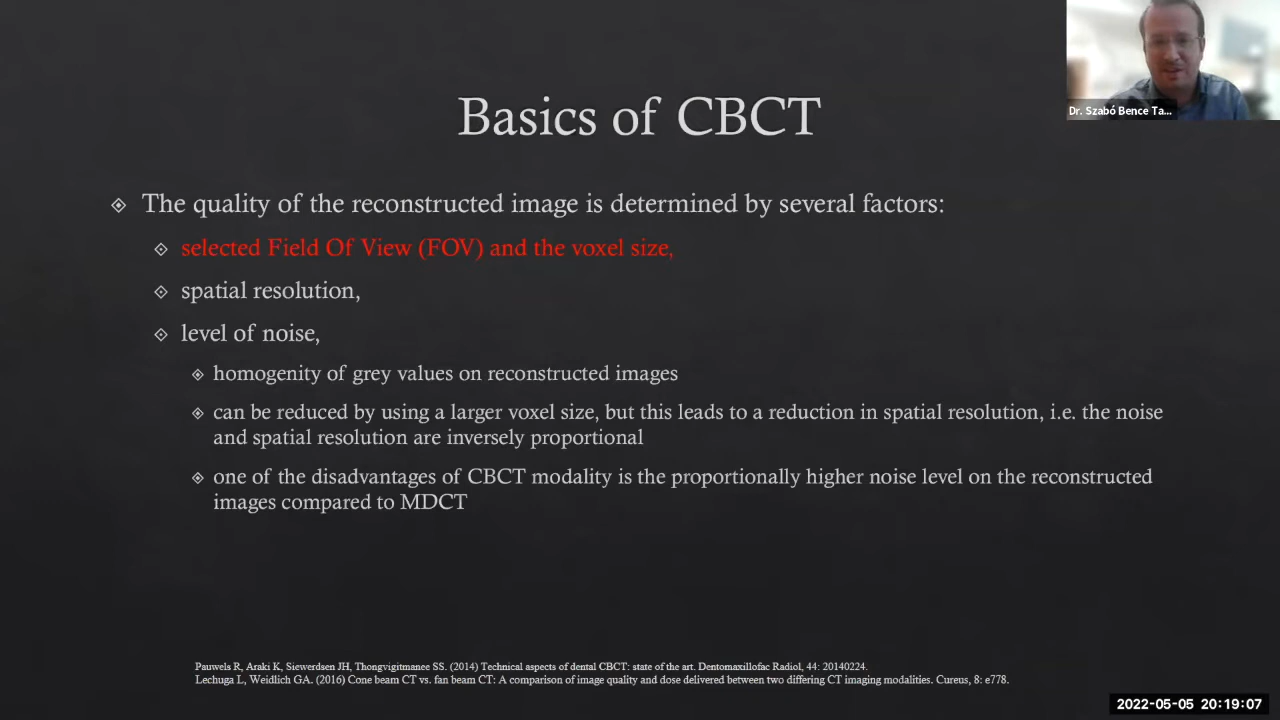 Dr. Szabó Bence Ta...
Basics of CBCT
The quality of the reconstructed image is determined by several factors:
selected Field Of View (FOV) and the voxel size,
spatial resolution,
level of noise,
homogenity of grey values on reconstructed images
can be reduced by using a larger voxel size, but this leads to a reduction in spatial resolution, i.e. the noise
and spatial resolution are inversely proportional
one of the disadvantages of CBCT modality is the proportionally higher noise level on the reconstructed
images compared to MDCT
Pauwels R, Araki K, Siewerdsen JH, Thongvigitmanee SS. (2014) Technical aspects of dental CBCT: state of the art. Dentomaxillofac Radiol, 44: 20140224.
Lechuga L, Weidlich GA. (2016) Cone beam CT vs. fan beam CT: A comparison of image quality and dose delivered between two differing CT imaging modalities. Cureus, 8: e778.
2022-05-05 20:19:07